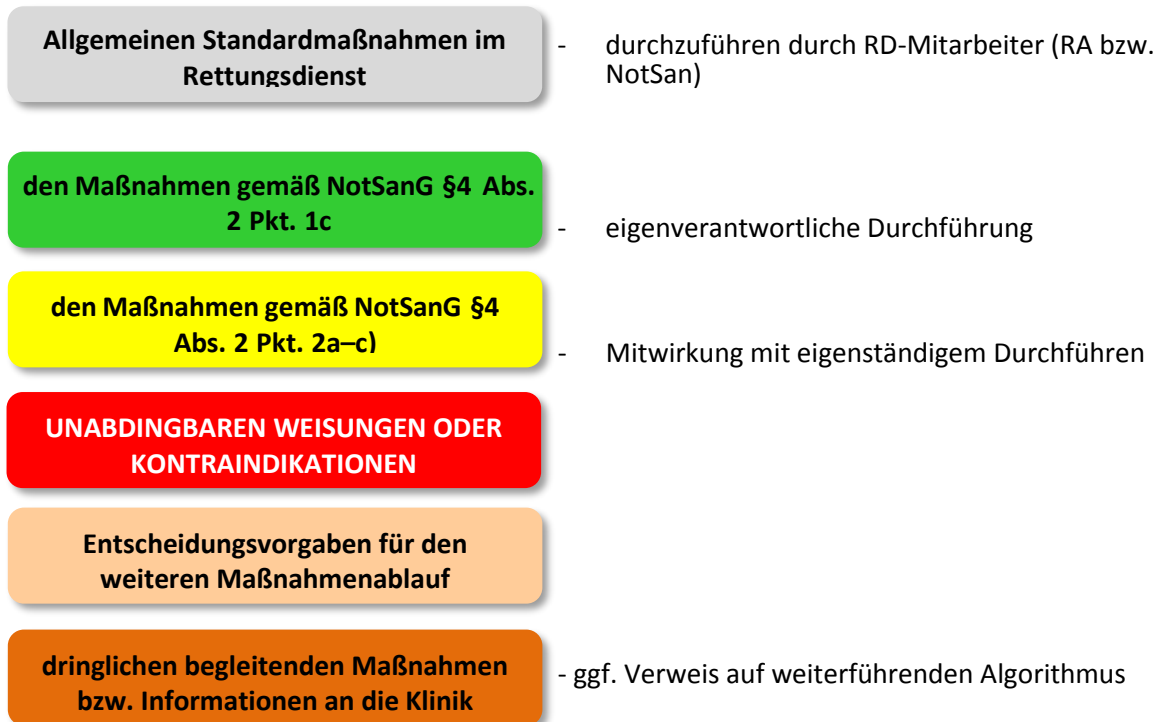 Allgemeinen Standardmaßnahmen im
Rettungsdienst
- durchzuführen durch RD-Mitarbeiter (RA bzw.
NotSan)
den Maßnahmen gemäß NotSanG §4 Abs.
2 Pkt. 1c
- eigenverantwortliche Durchführung
den Maßnahmen gemäß NotSanG §4
Abs. 2 Pkt. 2a–c)
- Mitwirkung mit eigenständigem Durchführen
UNABDINGBAREN WEISUNGEN ODER
KONTRAINDIKATIONEN
Entscheidungsvorgaben für den
weiteren Maßnahmenablauf
dringlichen begleitenden Maßnahmen
bzw. Informationen an die Klinik
- ggf. Verweis auf weiterführenden Algorithmus